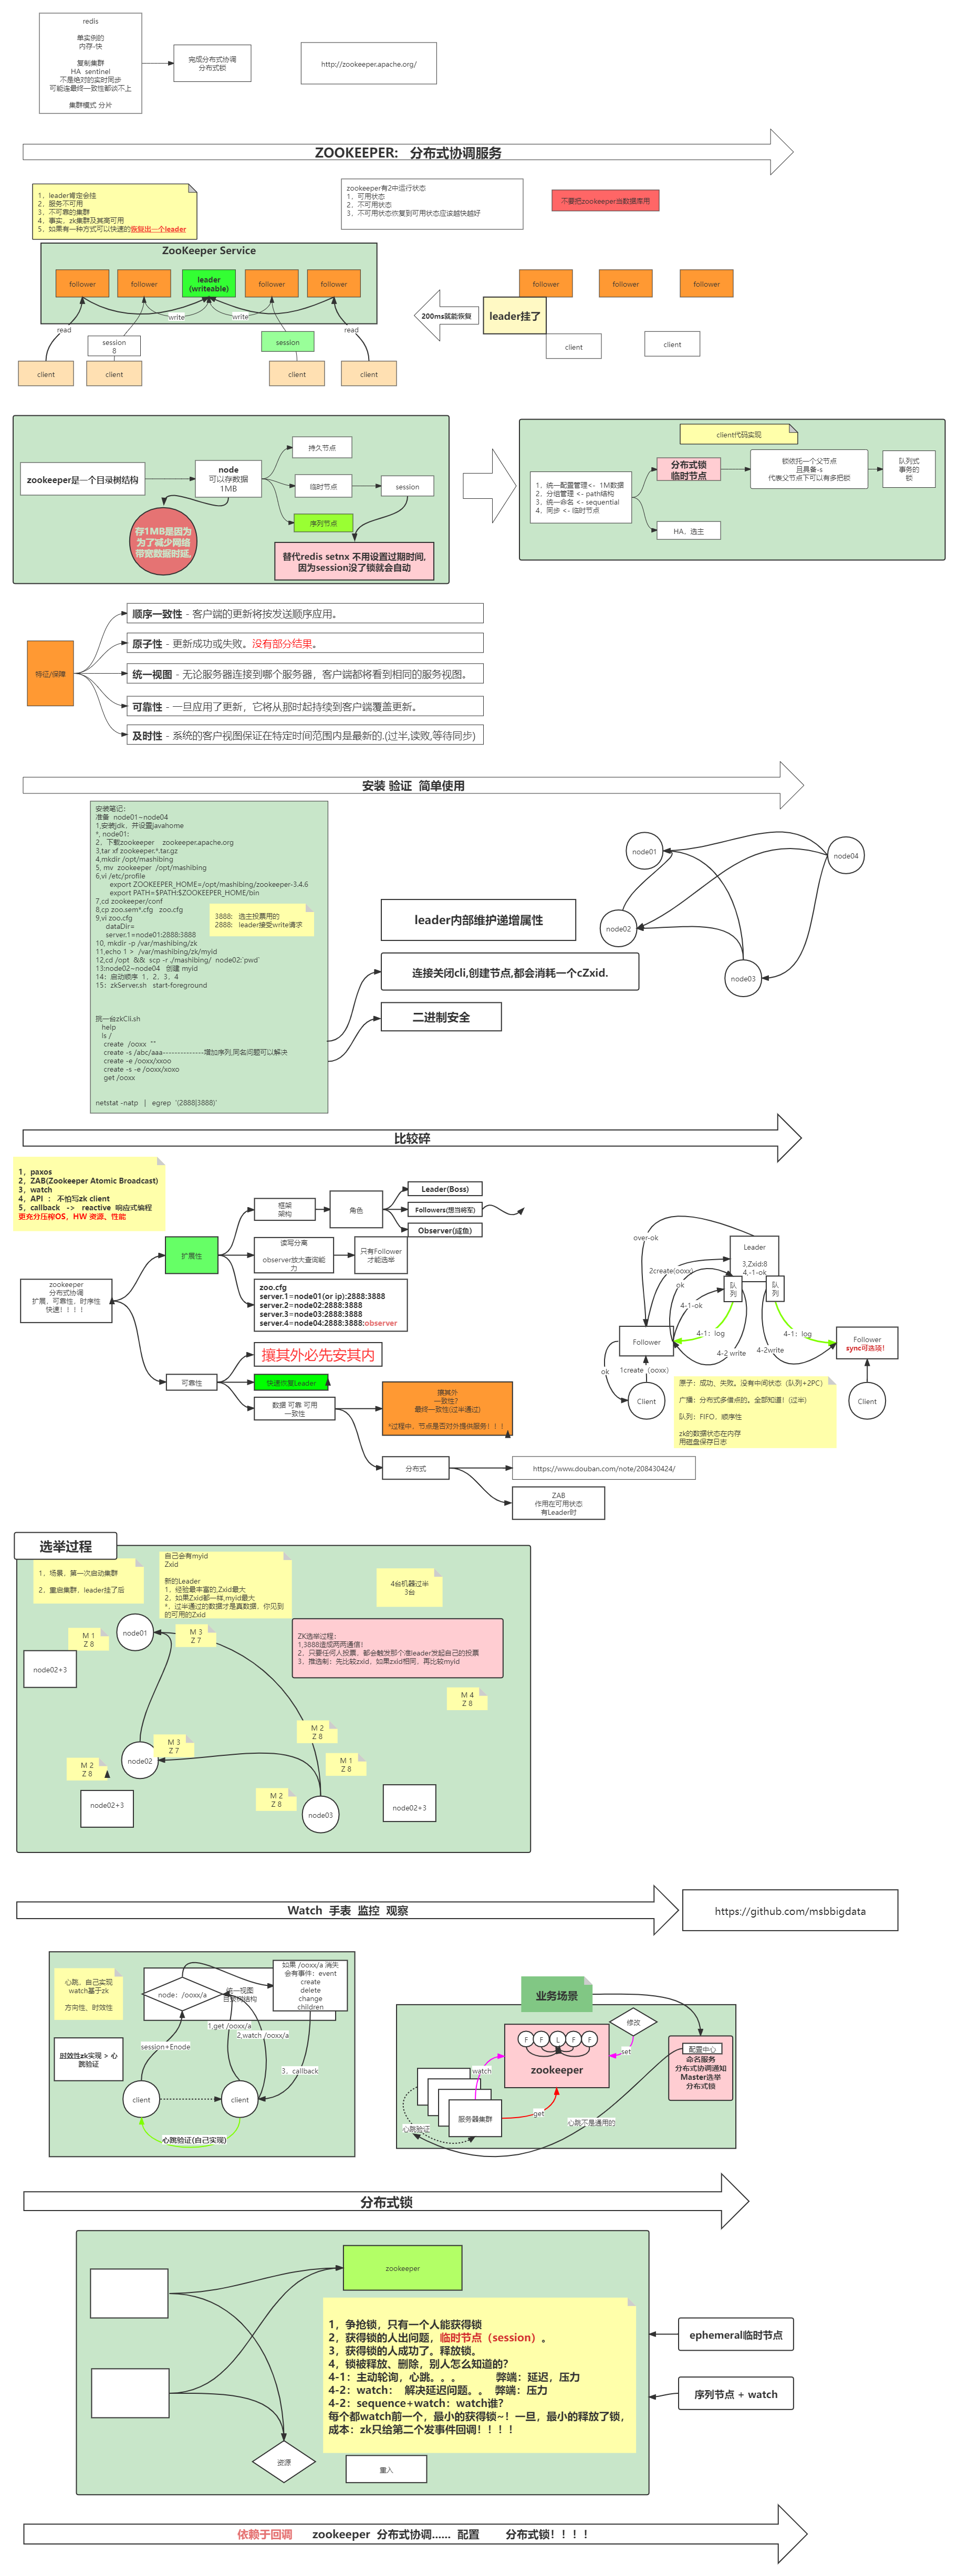 redis
单实例的
内存-快
复制集群
HA sentinel
不是绝对的实时同步
可能连最终一致性都谈不上
集群模式 分片
完成分布式协调
分布式锁
http://zookeeper.apache.org/
ZOOKEEPER: 分布式协调服务
1，leader肯定会挂
2，服务不可用
3，不可靠的集群
4，事实，zk集群及其高可用
5，如果有一种方式可以快速的恢复出一个leader
zookeeper有2中运行状态
1，可用状态
2，不可用状态
3，不可用状态恢复到可用状态应该越快越好
不要把zookeeper当数据库用
ZooKeeper Service
follower
follower
leader
(writeable)
follower
follower
write
write
read
read
session
8
session
client
client
client
client
200ms就能恢复
leader挂了
follower
follower
follower
client
client
zookeeper是一个目录树结构
node
可以存数据
1MB
持久节点
临时节点
序列节点
session
存1MB是因为
为了减少网络
带宽数据时延.
替代redis setnx 不用设置过期时间,
因为session没了锁就会自动
client代码实现
1，统一配置管理<- 1M数据
2，分组管理 <- path结构
3，统一命名 <- sequential
4，同步 <- 临时节点
分布式锁
临时节点
HA，选主
锁依托一个父节点
且具备-s
代表父节点下可以有多把锁
队列式
事务的
锁
特征/保障
顺序一致性 - 客户端的更新将按发送顺序应用。
原子性 - 更新成功或失败。没有部分结果。
统一视图 - 无论服务器连接到哪个服务器，客户端都将看到相同的服务视图。
可靠性 - 一旦应用了更新，它将从那时起持续到客户端覆盖更新。
及时性 - 系统的客户视图保证在特定时间范围内是最新的.(过半,读败,等待同步)
安装 验证 简单使用
安装笔记：
准备 node01~node04
1,安装jdk，并设置javahome
*, node01:
2，下载zookeeper zookeeper.apache.org
3,tar xf zookeeper.*.tar.gz
4,mkdir /opt/mashibing
5, mv zookeeper /opt/mashibing
6,vi /etc/profile
export ZOOKEEPER_HOME=/opt/mashibing/zookeeper-3.4.6
export PATH=$PATH:$ZOOKEEPER_HOME/bin
7,cd zookeeper/conf
8,cp zoo.sem*.cfg zoo.cfg
9,vi zoo.cfg
dataDir=
server.1=node01:2888:3888
10, mkdir -p /var/mashibing/zk
11,echo 1 > /var/mashibing/zk/myid
12,cd /opt && scp -r ./mashibing/ node02:`pwd`
13:node02~node04 创建 myid
14：启动顺序 1，2，3，4
15：zkServer.sh start-foreground
挑一台zkCli.sh
help
ls /
create /ooxx ""
create -s /abc/aaa--------------增加序列,同名问题可以解决
create -e /ooxx/xxoo
create -s -e /ooxx/xoxo
get /ooxx
netstat -natp | egrep '(2888|3888)'
3888： 选主投票用的
2888： leader接受write请求
leader内部维护递增属性
连接关闭cli,创建节点,都会消耗一个cZxid.
二进制安全
node01
node04
node02
node03
比较碎
1，paxos
2，ZAB(Zookeeper Atomic Broadcast)
3，watch
4，API ： 不怕写zk client
5，callback -> reactive 响应式编程
更充分压榨OS，HW 资源、性能
zookeeper
分布式协调
扩展，可靠性，时序性
快速！！！！
扩展性
框架
架构
角色
Leader(Boss)
Followers(想当将军)
Observer(咸鱼)
读写分离
observer放大查询能
力
只有Follower
才能选举
zoo.cfg
server.1=node01(or ip):2888:3888
server.2=node02:2888:3888
server.3=node03:2888:3888
server.4=node04:2888:3888:observer
可靠性
攘其外必先安其内
快速恢复Leader
数据 可靠 可用
一致性
攘其外
一致性？
最终一致性(过半通过)
*过程中、节点是否对外提供服务！！！
分布式
https://www.douban.com/note/208430424/
ZAB
作用在可用状态
有Leader时
Leader
3,Zxid:8
4,-1-ok
队
列
队
列
over-ok
2create(ooxx)
ok
4-1-ok
4-1：log
4-2 write
4-1：log
4-2write
Follower
Follower
sync可选项！
1create（ooxx）
ok
Client
Client
原子：成功，失败。没有中间状态（队列+2PC）
广播：分布式多借点的。全部知道！(过半)
队列：FIFO，顺序性
zk的数据状态在内存
用磁盘保存日志
选举过程
1，场景，第一次启动集群
2，重启集群，leader挂了后
自己会有myid
Zxid
新的Leader
1，经验最丰富的,Zxid最大
2，如果Zxid都一样,myid最大
*，过半通过的数据才是真数据，你见到
的可用的Zxid
4台机器过半
3台
ZK选举过程：
1,3888造成两两通信！
2，只要任何人投票，都会触发那个准leader发起自己的投票
3，推选制：先比较zxid，如果zxid相同，再比较myid
node01
M 1
Z 8
M 3
Z 7
node02+3
M 4
Z 8
M 2
Z 8
M 3
Z 7
node02
M 2
Z 8
M 1
Z 8
M 2
Z 8
node03
node02+3
node02+3
Watch 手表 监控 观察
https://github.com/msbbigdata
心跳，自己实现
watch基于zk
方向性，时效性
时效性zk实现 > 心
跳验证
node：/ooxx/a
统一视图
目录树结构
如果 /ooxx/a 消失
会有事件：event
create
delete
change
children
1,get /ooxx/a
2,watch /ooxx/a
session+Enode
3，callback
client
client
心跳验证(自己实现)
业务场景
F
F
L
F
F
zookeeper
修改
set
watch
get
服务器集群
心跳验证
心跳不是通用的
配置中心
命名服务
分布式协调通知
Master选举
分布式锁
分布式锁
zookeeper
1，争抢锁，只有一个人能获得锁
2，获得锁的人出问题，临时节点（session）。
3，获得锁的人成功了。释放锁。
4，锁被释放、删除，别人怎么知道的？
4-1：主动轮询，心跳。。。 弊端：延迟，压力
4-2：watch： 解决延迟问题。。 弊端：压力
4-2：sequence+watch：watch谁？
每个都watch前一个，最小的获得锁~！一旦，最小的释放了锁，
成本：zk只给第二个发事件回调！！！！
资源
重入
ephemeral临时节点
序列节点 + watch
依赖于回调 zookeeper 分布式协调...... 配置 分布式锁！！！！